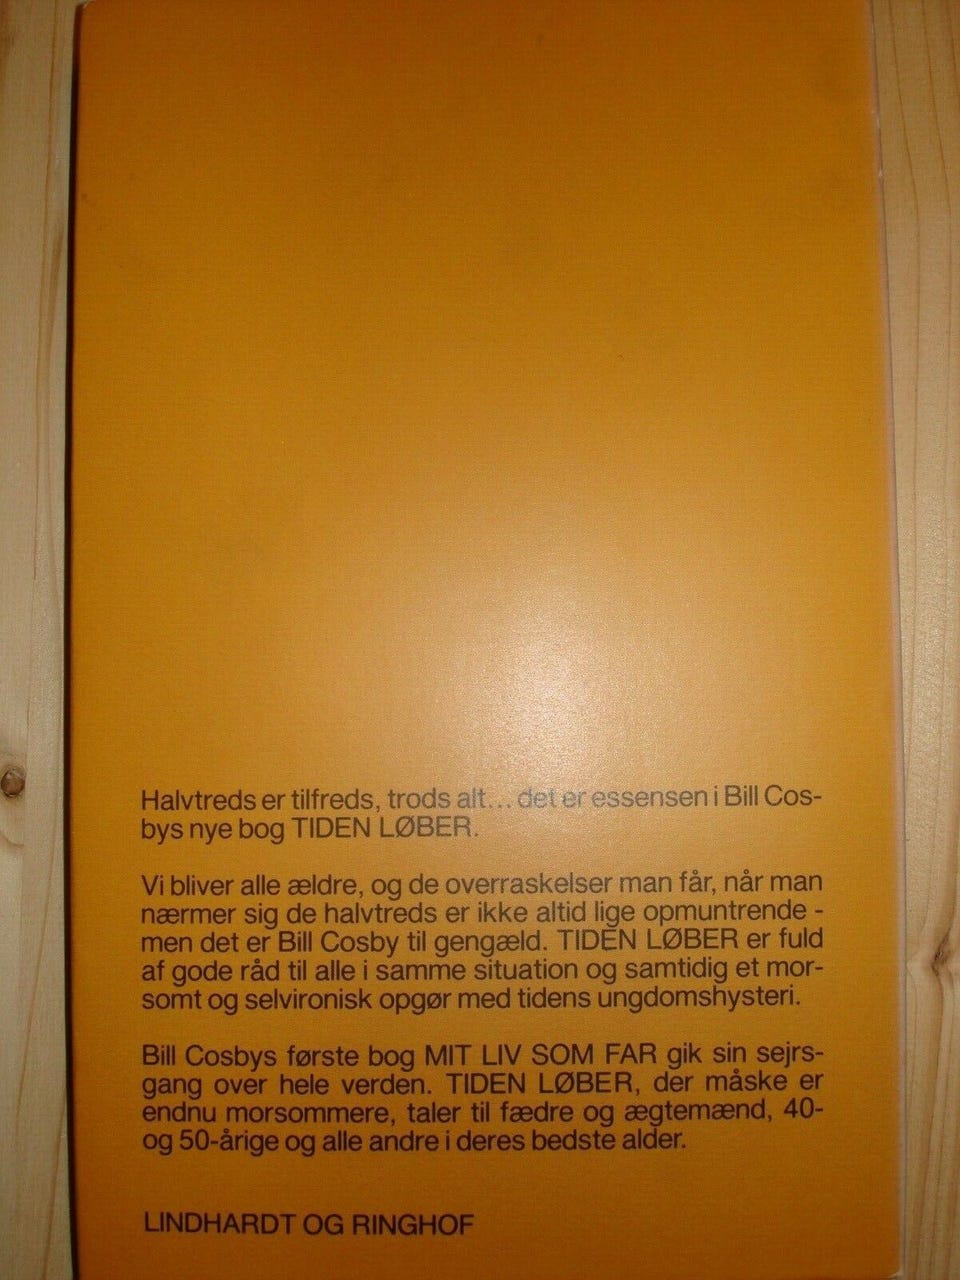 Halvtreds er tilfreds, trods alt... det er essensen i Bill Cos-
bys nye bog TIDEN LØBER.
Vi bliver alle ældre, og de overraskelser man får, når man
nærmer sig de halvtreds er ikke altid lige opmuntrende -
men det er Bill Cosby til gengæld. TIDEN LØBER er fuld
af gode råd til alle i samme situation og samtidig et mor-
somt og selvironisk opgør med tidens ungdomshysteri.
Bill Cosbys første bog MIT LIV SOM FAR gik sin sejrs-
gang over hele verden. TIDEN LØBER, der måske er
endnu morsommere, taler til fædre og ægtemænd, 40-
og 50-årige og alle andre i deres bedste alder.
LINDHARDT OG RINGHOF